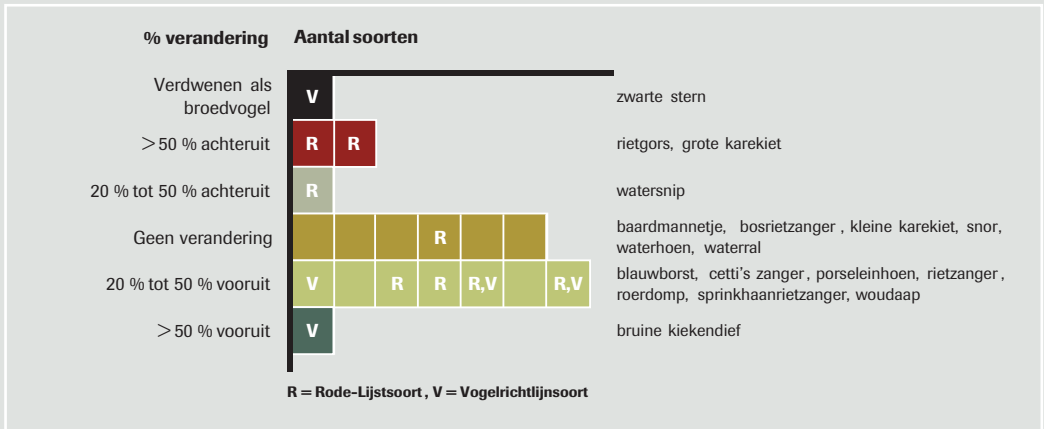 % verandering Aantal soorten
Verdwenen als
broedvogel V zwarte stern
>50 % achteruit R R rietgors, grote karekiet
20 % tot 50 % achteruit R watersnip
Geen verandering R baardmannetje, bosrietzanger, kleine karekiet, snor,
waterhoen, waterral
20 % tot 50 % vooruit V R R R,V R,V blauwborst, cetti's zanger, porseleinhoen, rietzanger,
roerdomp, sprinkhaanrietzanger, woudaap
>50 % vooruit V bruine kiekendief
R = Rode-Lijstsoort, V = Vogelrichtlijnsoort